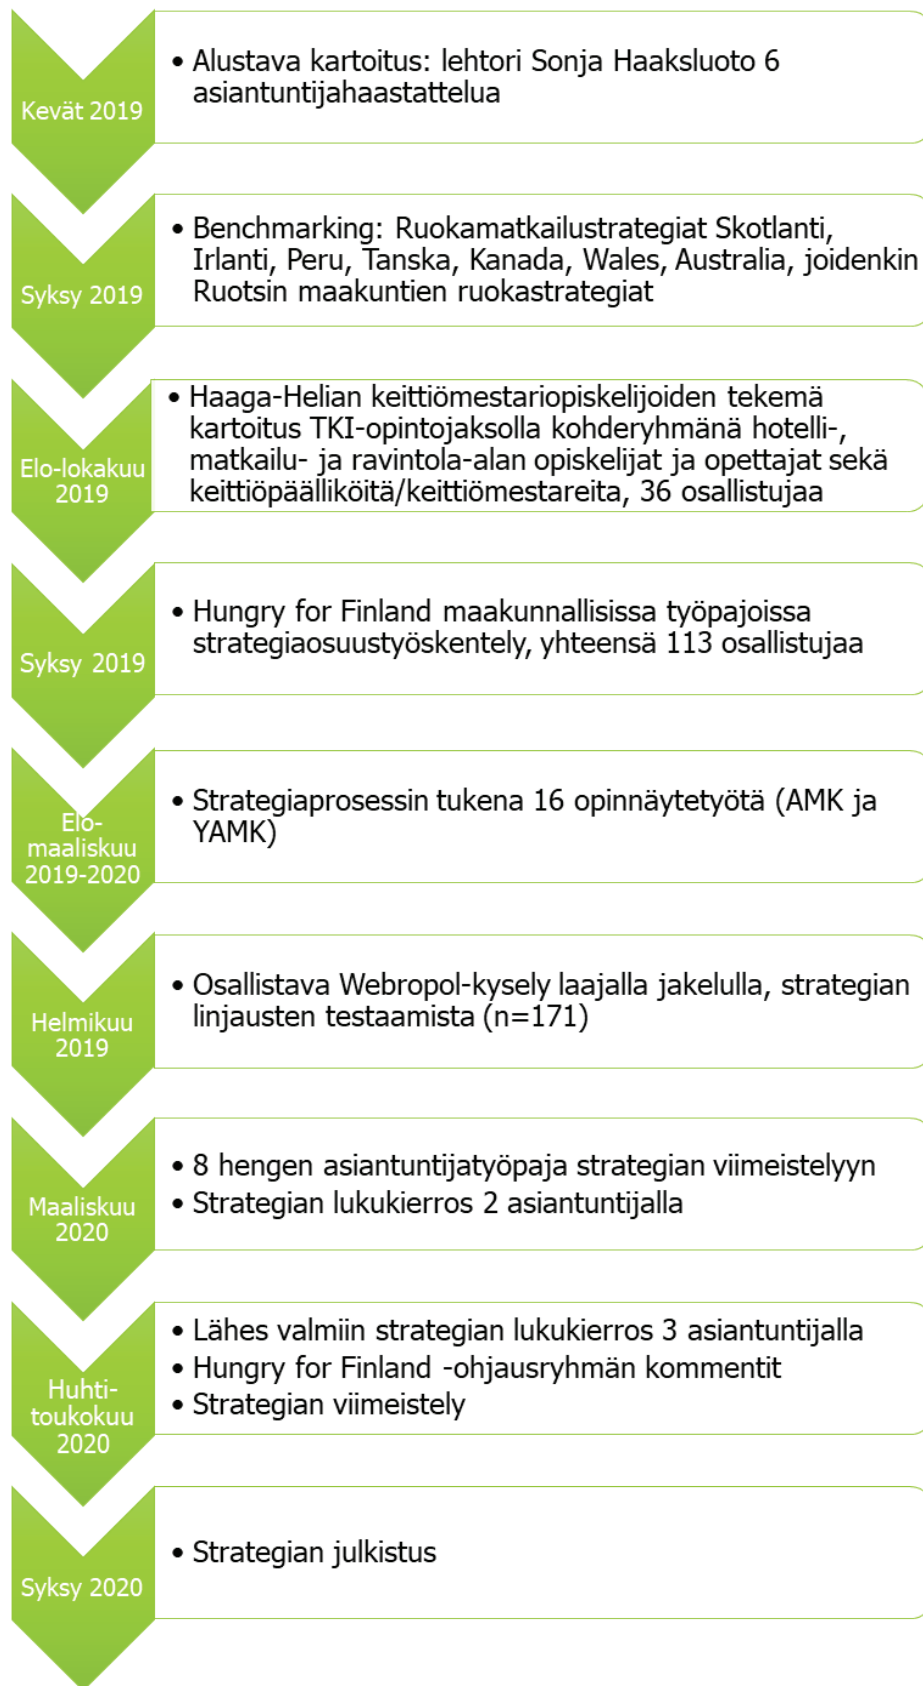 Kevät 2019
• Alustava kartoitus: lehtori Sonja Haaksluoto 6
asiantuntijahaastattelua
Syksy 2019
• Benchmarking: Ruokamatkailustrategiat Skotlanti,
Irlanti, Peru, Tanska, Kanada, Wales, Australia, joidenkin
Ruotsin maakuntien ruokastrategiat
Elo-lokakuu
2019
• Haaga-Helian keittiömestariopiskelijoiden tekemä
kartoitus TKI-opintojaksolla kohderyhmänä hotelli-,
matkailu- ja ravintola-alan opiskelijat ja opettajat sekä
keittiöpäälliköitä/keittiömestareita, 36 osallistujaa
Syksy 2019
• Hungry for Finland maakunnallisissa työpajoissa
strategiaosuustyöskentely, yhteensä 113 osallistujaa
Elo-
maaliskuu
2019-2020
• Strategiaprosessin tukena 16 opinnäytetyötä (AMK ja
YAMK)
Helmikuu
2019
• Osallistava Webropol-kysely laajalla jakelulla, strategian
linjausten testaamista (n=171)
Maaliskuu
2020
• 8 hengen asiantuntijatyöpaja strategian viimeistelyyn
• Strategian lukukierros 2 asiantuntijalla
Huhti-
toukokuu
2020
• Lähes valmiin strategian lukukierros 3 asiantuntijalla
• Hungry for Finland -ohjausryhmän kommentit
• Strategian viimeistely
Syksy 2020
• Strategian julkistus